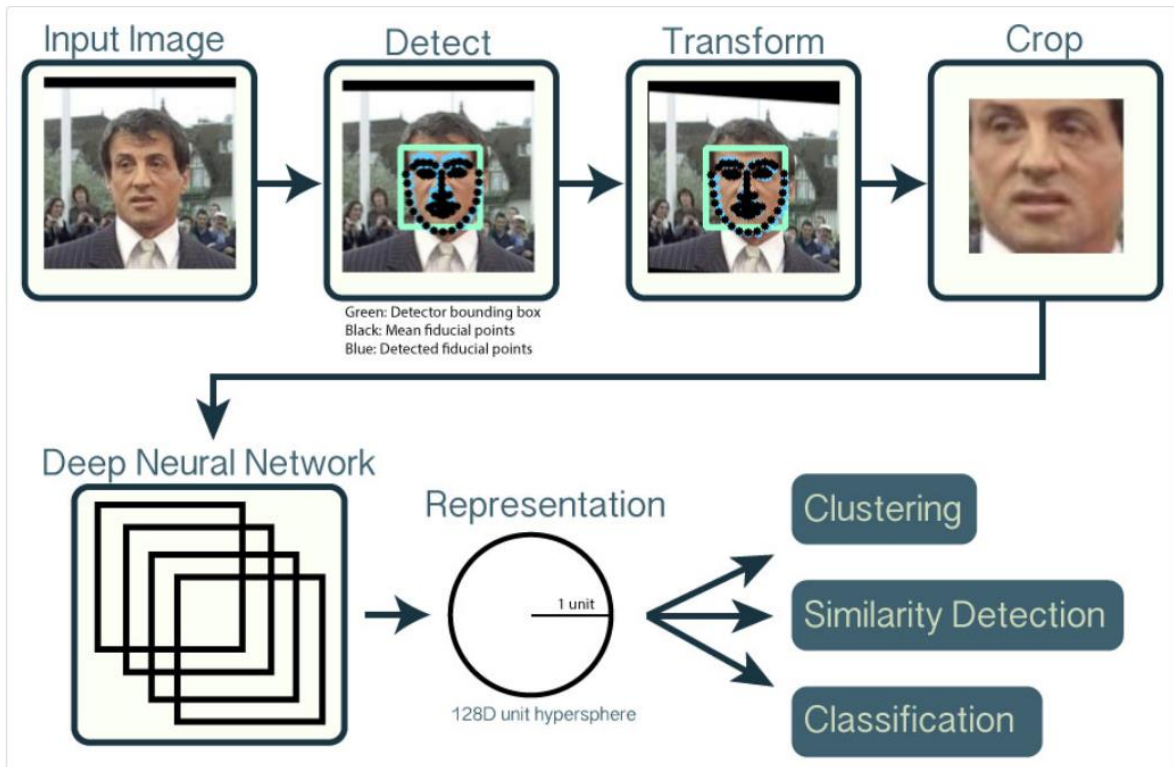 Input Image
Detect
Transform
Crop
Green: Detector bounding box
Black: Mean fiducial points
Blue: Detected fiducial points
Deep Neural Network
Representation
1 unit
128D unit hypersphere
Clustering
Similarity Detection
Classification